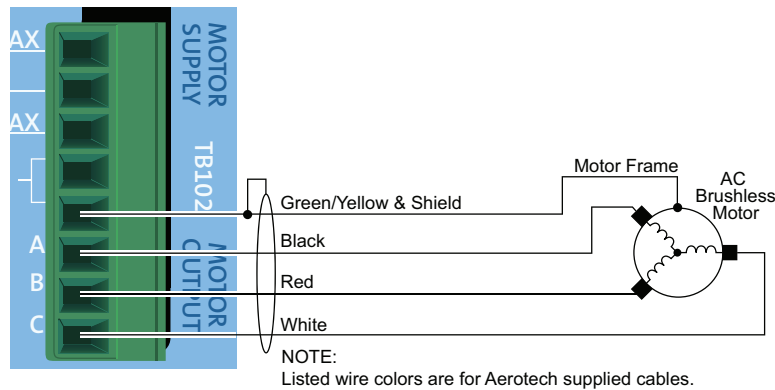 AX
MOTOR
SUPPLY
AX
TB102
Motor Frame
AC
Brushless
Motor
Green/Yellow & Shield
A
Black
MOTOR
OUTPUT
B
Red
C
White
NOTE:
Listed wire colors are for Aerotech supplied cables.